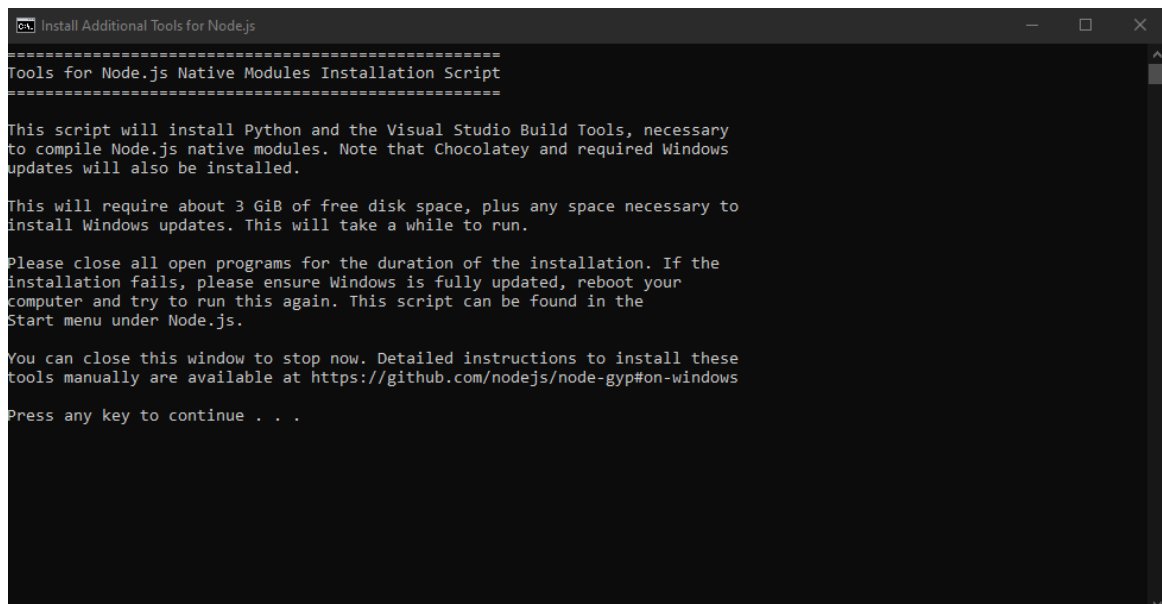 Install Additional Tools for Node.js
====================================================
Tools for Node.js Native Modules Installation Script
====================================================
This script will install Python and the Visual Studio Build Tools, necessary
to compile Node.js native modules. Note that Chocolatey and required Windows
updates will also be installed.
This will require about 3 GiB of free disk space, plus any space necessary to
install Windows updates. This will take a while to run.
Please close all open programs for the duration of the installation. If the
installation fails, please ensure Windows is fully updated, reboot your
computer and try to run this again. This script can be found in the
Start menu under Node.js.
You can close this window to stop now. Detailed instructions to install these
tools manually are available at https://github.com/nodejs/node-gyp#on-windows
Press any key to continue . . .